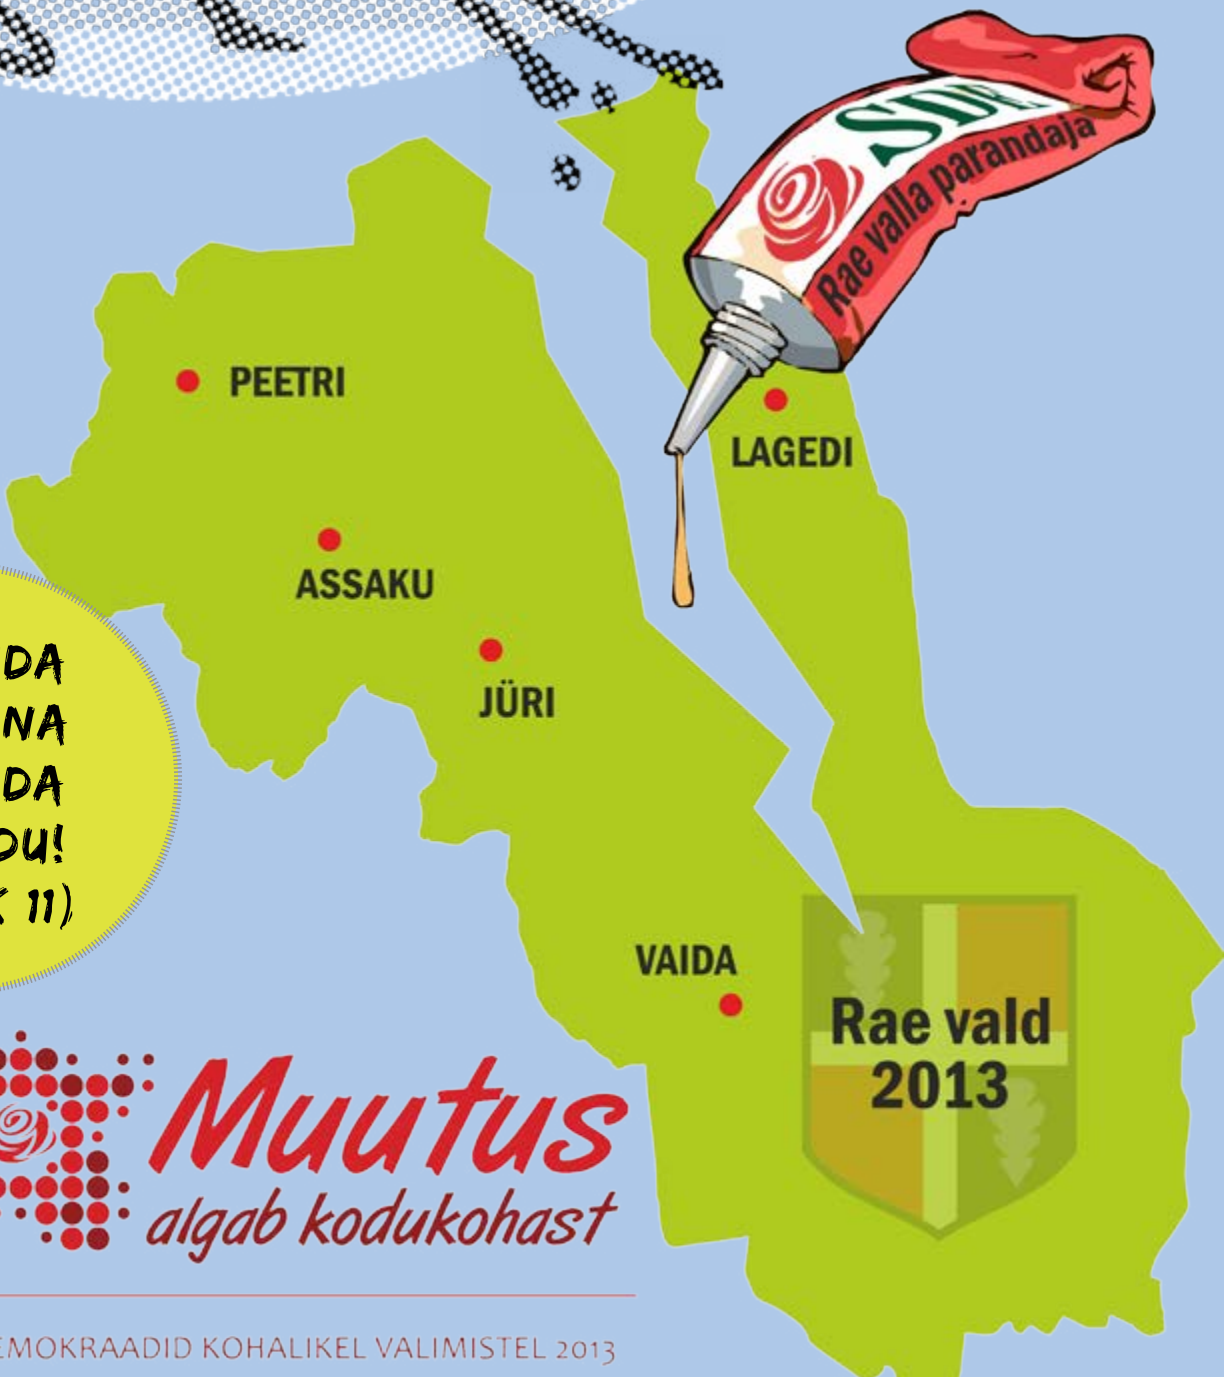 SDE
Rae valla parandaja
PEETRI
LAGEDI
ASSAKU
JÜRI
DA
NA
DA
OU!
11)
VAIDA
Rae vald
2013
Muutus
algab kodukohast
EMOKRAADID KOHALIKEL VALIMISTEL 2013